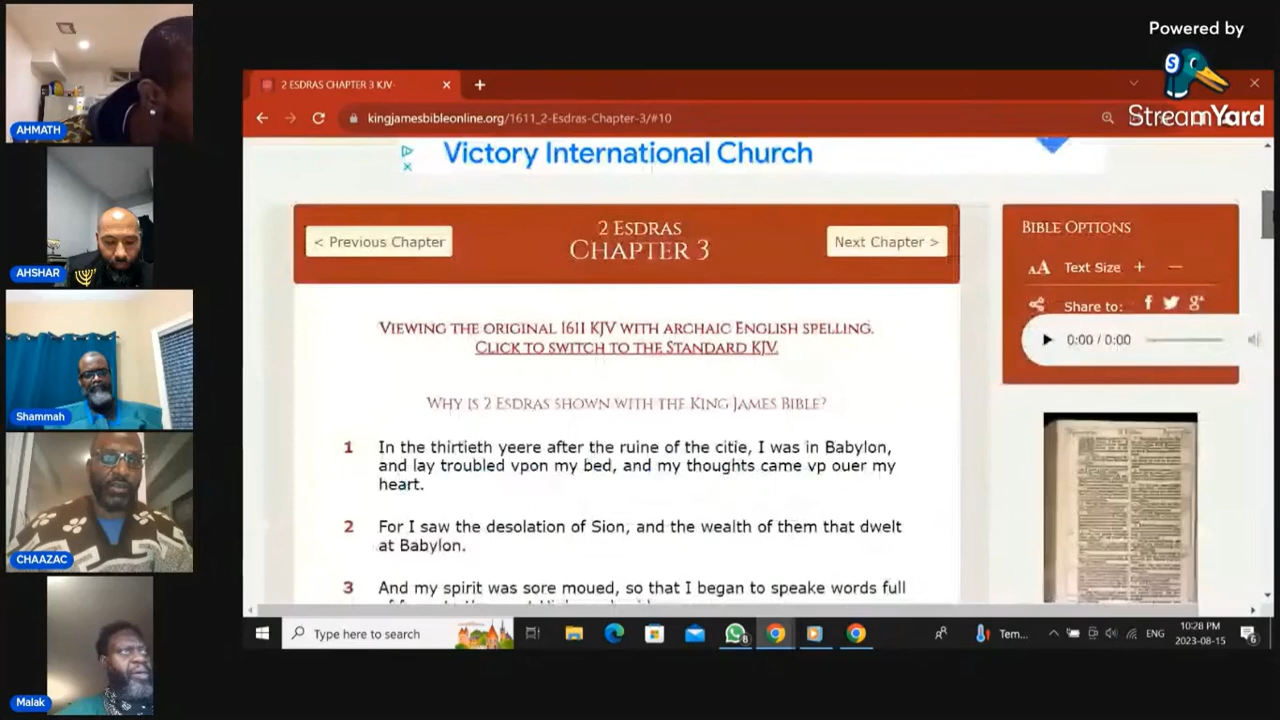 Powered by
StreamYard
AHMATH
AHSHAR
Shammah
CHAAZAC
Malak
2 ESDRAS CHAPTER 3 KJV
kingjamesbibleonline.org/1611_2-Esdras-Chapter-3/#10
Victory International Church
< Previous Chapter
2 ESDRAS
CHAPTER 3
Next Chapter >
VIEWING THE ORIGINAL 1611 KJV WITH ARCHAIC ENGLISH SPELLING.
CLICK TO SWITCH TO THE STANDARD KJV.
WHY IS 2 ESDRAS SHOWN WITH THE KING JAMES BIBLE?
1 In the thirtieth yeere after the ruine of the citie, I was in Babylon,
and lay troubled vpon my bed, and my thoughts came vp ouer my
heart.
2 For I saw the desolation of Sion, and the wealth of them that dwelt
at Babylon.
3 And my spirit was sore moued, so that I began to speake words full
BIBLE OPTIONS
AA Text Size + −
Share to:
0:00 / 0:00
Type here to search
Tem...
ENG
10:28 PM
2023-08-15